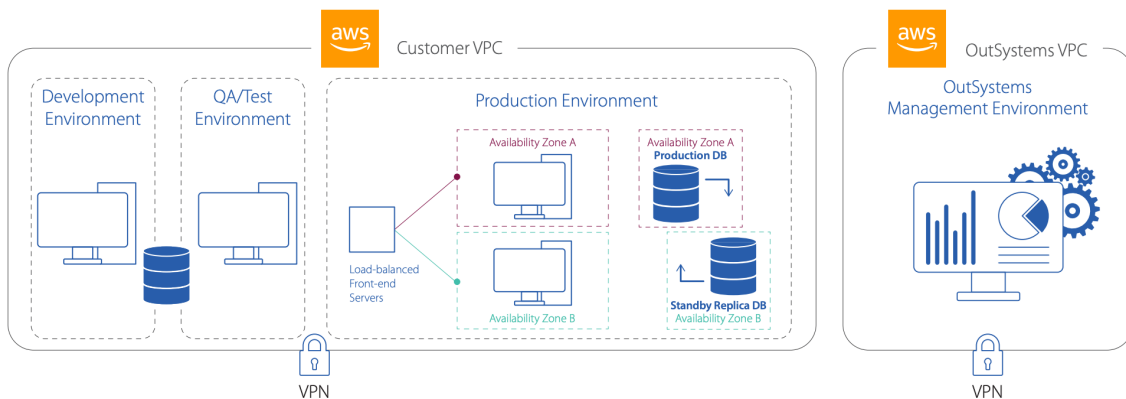 aws
Customer VPC
aws
OutSystems VPC
Development
Environment
QA/Test
Environment
Production Environment
OutSystems
Management Environment
Availability Zone A
Availability Zone A
Production DB
Load-balanced
Front-end
Servers
Availability Zone B
Standby Replica DB
Availability Zone B
VPN
VPN